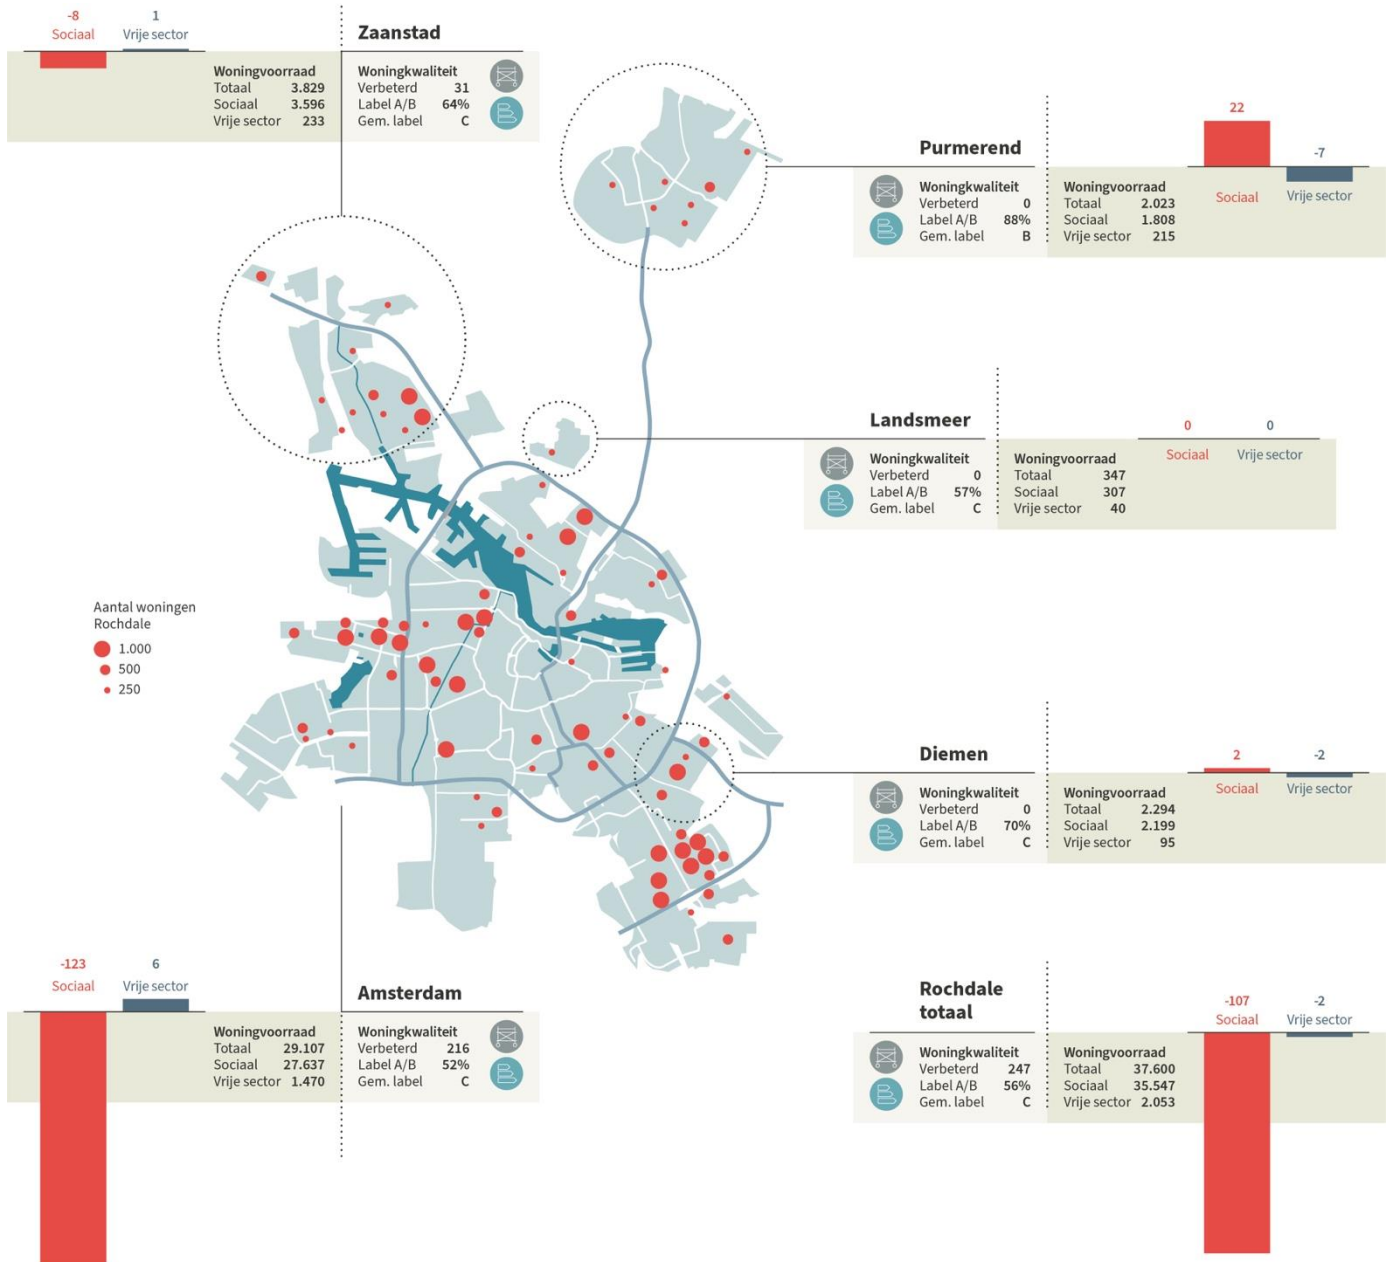 -8 1
Sociaal Vrije sector
Zaanstad
Woningvoorraad
Totaal 3.829
Sociaal 3.596
Vrije sector 233
Woningkwaliteit
Verbeterd 31
Label A/B 64%
Gem. label C
Purmerend
Woningkwaliteit
Verbeterd 0
Label A/B 88%
Gem. label B
Woningvoorraad
Totaal 2.023
Sociaal 1.808
Vrije sector 215
22 -7
Sociaal Vrije sector
Landsmeer
Woningkwaliteit
Verbeterd 0
Label A/B 57%
Gem. label C
Woningvoorraad
Totaal 347
Sociaal 307
Vrije sector 40
0 0
Sociaal Vrije sector
Aantal woningen
Rochdale
1.000
500
250
Diemen
Woningkwaliteit
Verbeterd 0
Label A/B 70%
Gem. label C
Woningvoorraad
Totaal 2.294
Sociaal 2.199
Vrije sector 95
2 -2
Sociaal Vrije sector
-123 6
Sociaal Vrije sector
Amsterdam
Woningvoorraad
Totaal 29.107
Sociaal 27.637
Vrije sector 1.470
Woningkwaliteit
Verbeterd 216
Label A/B 52%
Gem. label C
Rochdale
totaal
Woningkwaliteit
Verbeterd 247
Label A/B 56%
Gem. label C
Woningvoorraad
Totaal 37.600
Sociaal 35.547
Vrije sector 2.053
-107 -2
Sociaal Vrije sector